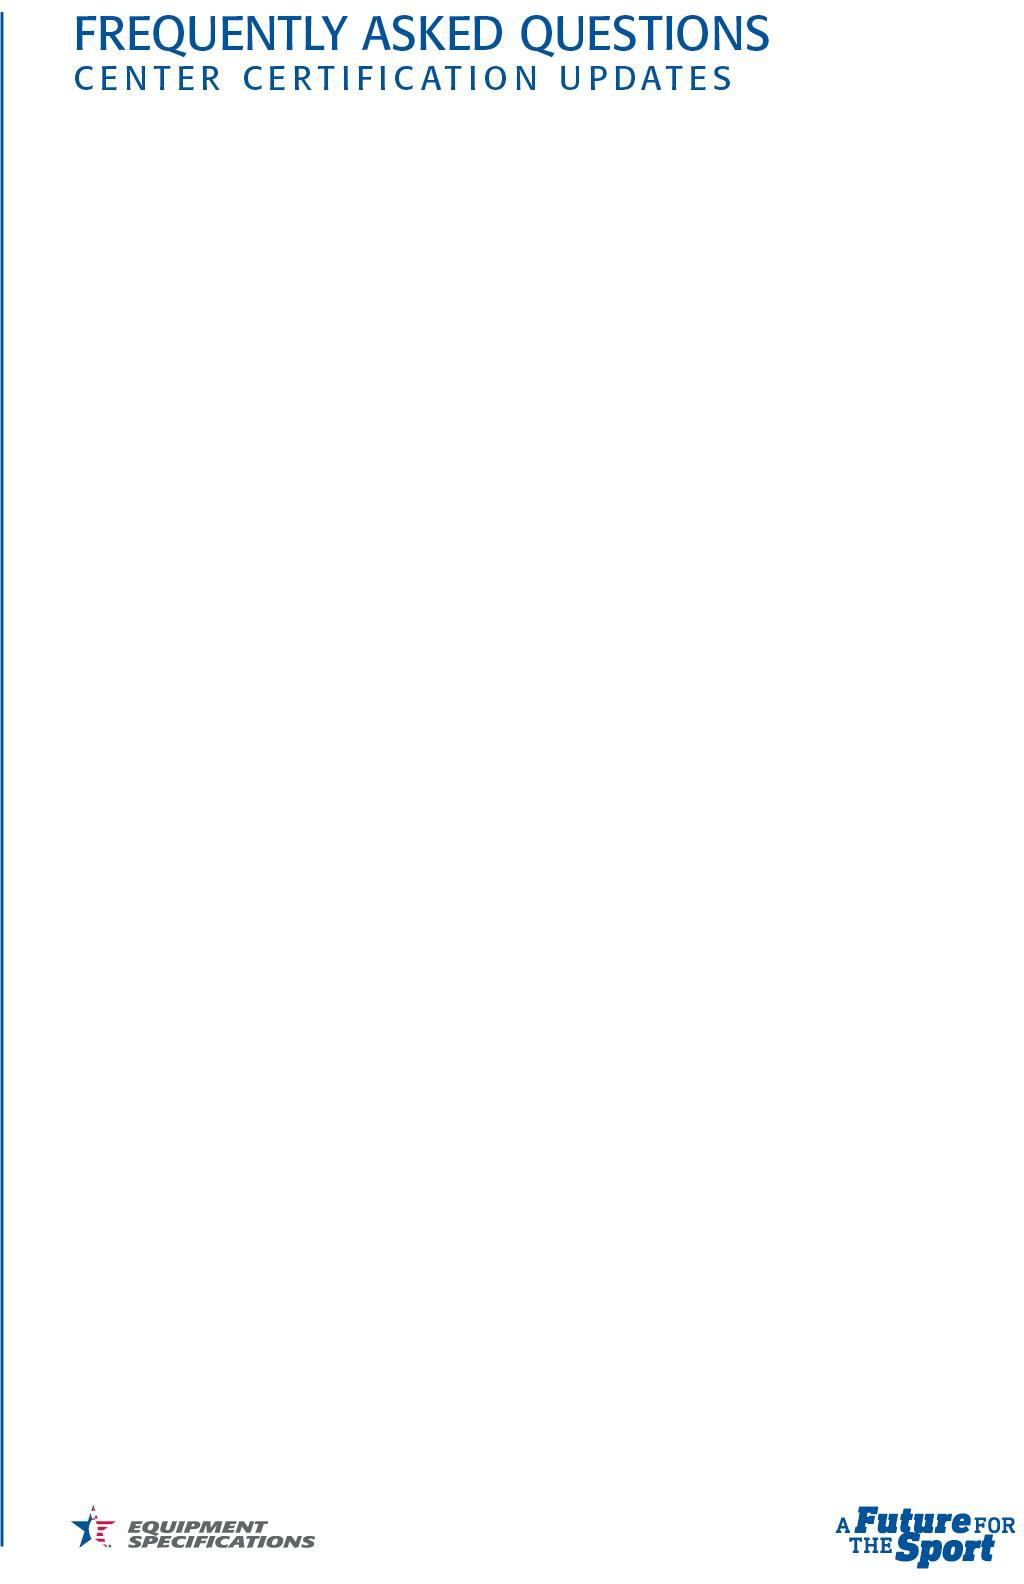 FREQUENTLY ASKED QUESTIONS
CENTER CERTIFICATION UPDATES
EQUIPMENT
SPECIFICATIONS
A Future FOR
THE Sport